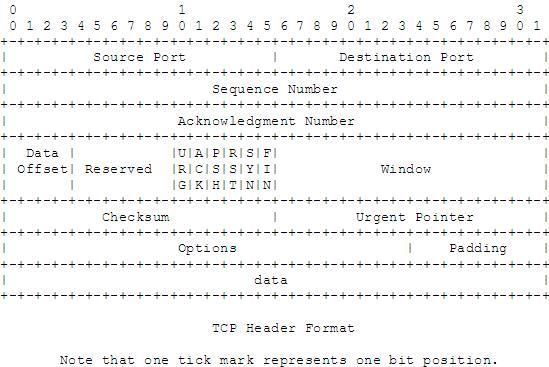 0                   1                   2                   3
 0 1 2 3 4 5 6 7 8 9 0 1 2 3 4 5 6 7 8 9 0 1 2 3 4 5 6 7 8 9 0 1
+-+-+-+-+-+-+-+-+-+-+-+-+-+-+-+-+-+-+-+-+-+-+-+-+-+-+-+-+-+-+-+-+
|          Source Port          |       Destination Port        |
+-+-+-+-+-+-+-+-+-+-+-+-+-+-+-+-+-+-+-+-+-+-+-+-+-+-+-+-+-+-+-+-+
|                        Sequence Number                        |
+-+-+-+-+-+-+-+-+-+-+-+-+-+-+-+-+-+-+-+-+-+-+-+-+-+-+-+-+-+-+-+-+
|                    Acknowledgment Number                      |
+-+-+-+-+-+-+-+-+-+-+-+-+-+-+-+-+-+-+-+-+-+-+-+-+-+-+-+-+-+-+-+-+
|  Data |           |U|A|P|R|S|F|                               |
| Offset| Reserved  |R|C|S|S|Y|I|            Window             |
|       |           |G|K|H|T|N|N|                               |
+-+-+-+-+-+-+-+-+-+-+-+-+-+-+-+-+-+-+-+-+-+-+-+-+-+-+-+-+-+-+-+-+
|           Checksum            |         Urgent Pointer        |
+-+-+-+-+-+-+-+-+-+-+-+-+-+-+-+-+-+-+-+-+-+-+-+-+-+-+-+-+-+-+-+-+
|                    Options                    |    Padding    |
+-+-+-+-+-+-+-+-+-+-+-+-+-+-+-+-+-+-+-+-+-+-+-+-+-+-+-+-+-+-+-+-+
|                             data                              |
+-+-+-+-+-+-+-+-+-+-+-+-+-+-+-+-+-+-+-+-+-+-+-+-+-+-+-+-+-+-+-+-+
TCP Header Format
Note that one tick mark represents one bit position.